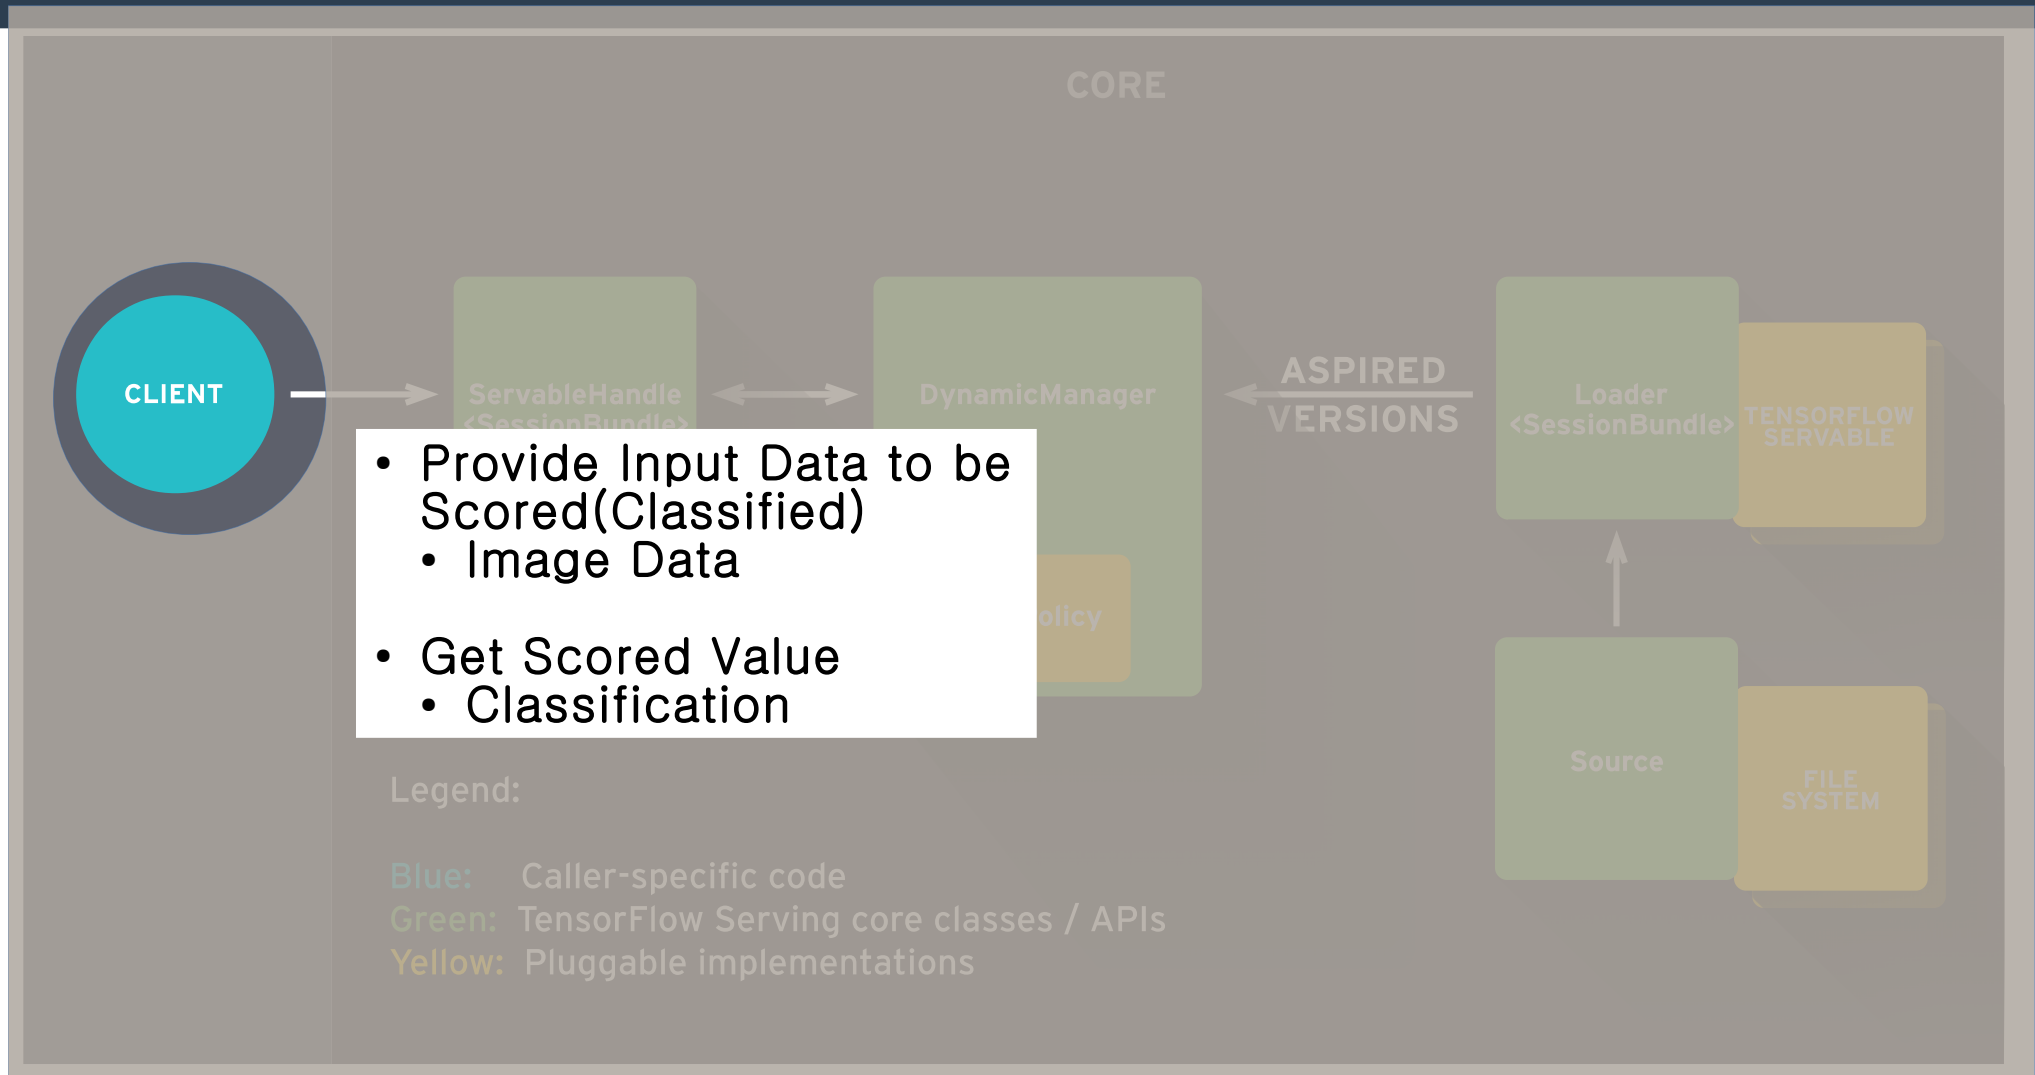 CORE
CLIENT
ServableHandle
<SessionBundle>
DynamicManager
ASPIRED
VERSIONS
Loader
<SessionBundle>
TENSORFLOW
SERVABLE
• Provide Input Data to be
Scored(Classified)
• Image Data
• Get Scored Value
• Classification
olicy
Source
FILE
SYSTEM
Legend:
Blue: Caller-specific code
Green: TensorFlow Serving core classes / APIs
Yellow: Pluggable implementations